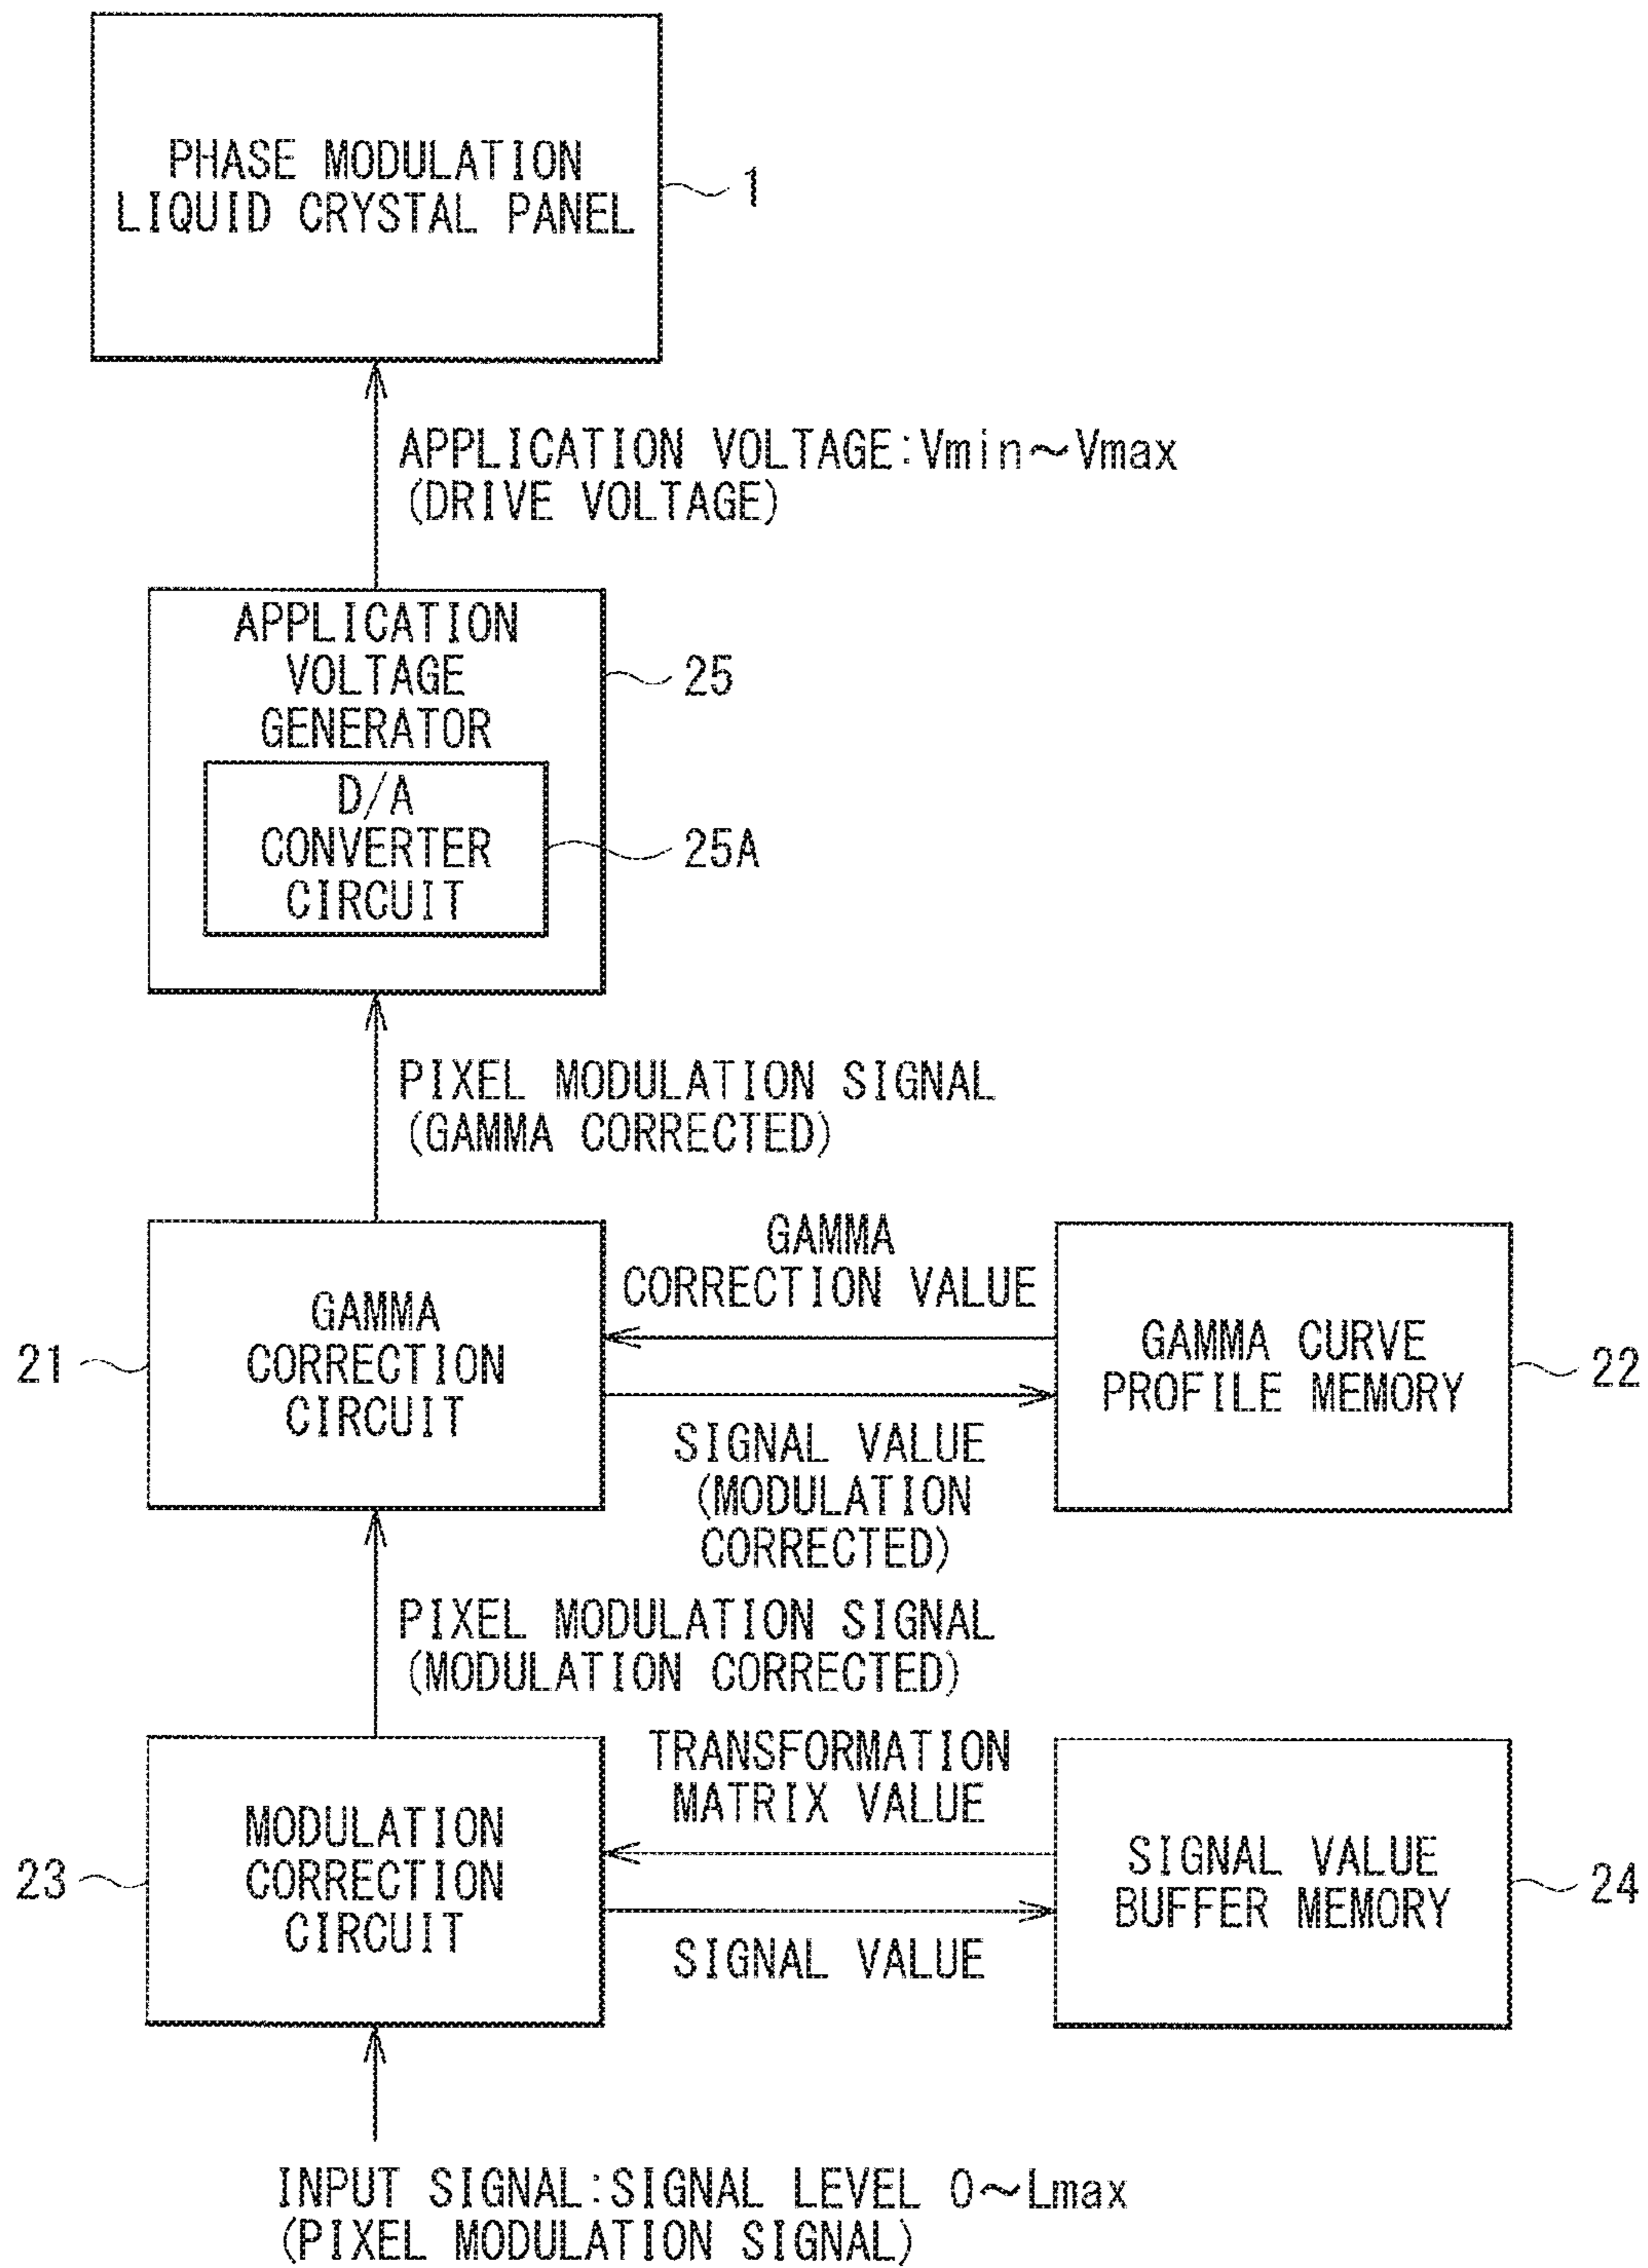 PHASE MODULATION
LIQUID CRYSTAL PANEL
1
APPLICATION VOLTAGE:Vmin~Vmax
(DRIVE VOLTAGE)
APPLICATION
VOLTAGE
GENERATOR
25
D/A
CONVERTER
CIRCUIT
25A
PIXEL MODULATION SIGNAL
(GAMMA CORRECTED)
GAMMA
CORRECTION VALUE
21
GAMMA
CORRECTION
CIRCUIT
GAMMA CURVE
PROFILE MEMORY
22
SIGNAL VALUE
(MODULATION
CORRECTED)
PIXEL MODULATION SIGNAL
(MODULATION CORRECTED)
TRANSFORMATION
MATRIX VALUE
23
MODULATION
CORRECTION
CIRCUIT
SIGNAL VALUE
BUFFER MEMORY
24
SIGNAL VALUE
INPUT SIGNAL:SIGNAL LEVEL 0~Lmax
(PIXEL MODULATION SIGNAL)